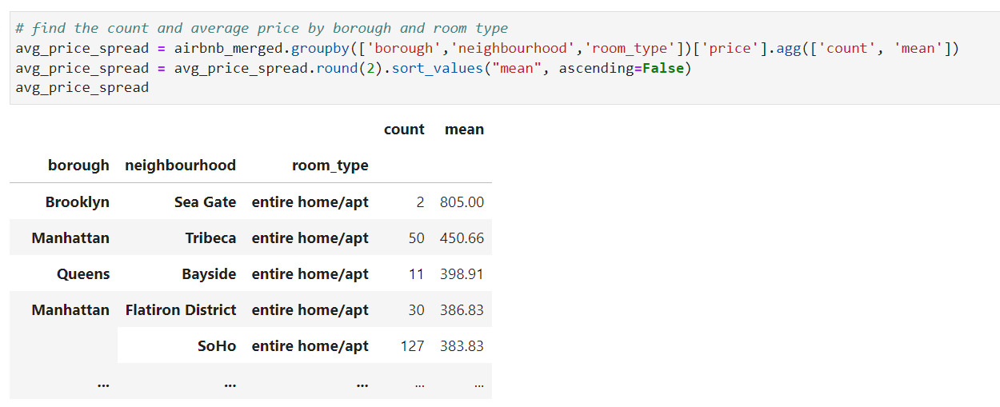 # find the count and average price by borough and room type
avg_price_spread = airbnb_merged.groupby(['borough','neighbourhood','room_type'])['price'].agg(['count', 'mean'])
avg_price_spread = avg_price_spread.round(2).sort_values("mean", ascending=False)
avg_price_spread
count mean
borough neighbourhood room_type
Brooklyn Sea Gate entire home/apt 2 805.00
Manhattan Tribeca entire home/apt 50 450.66
Queens Bayside entire home/apt 11 398.91
Manhattan Flatiron District entire home/apt 30 386.83
SoHo entire home/apt 127 383.83
... ... ... ... ...